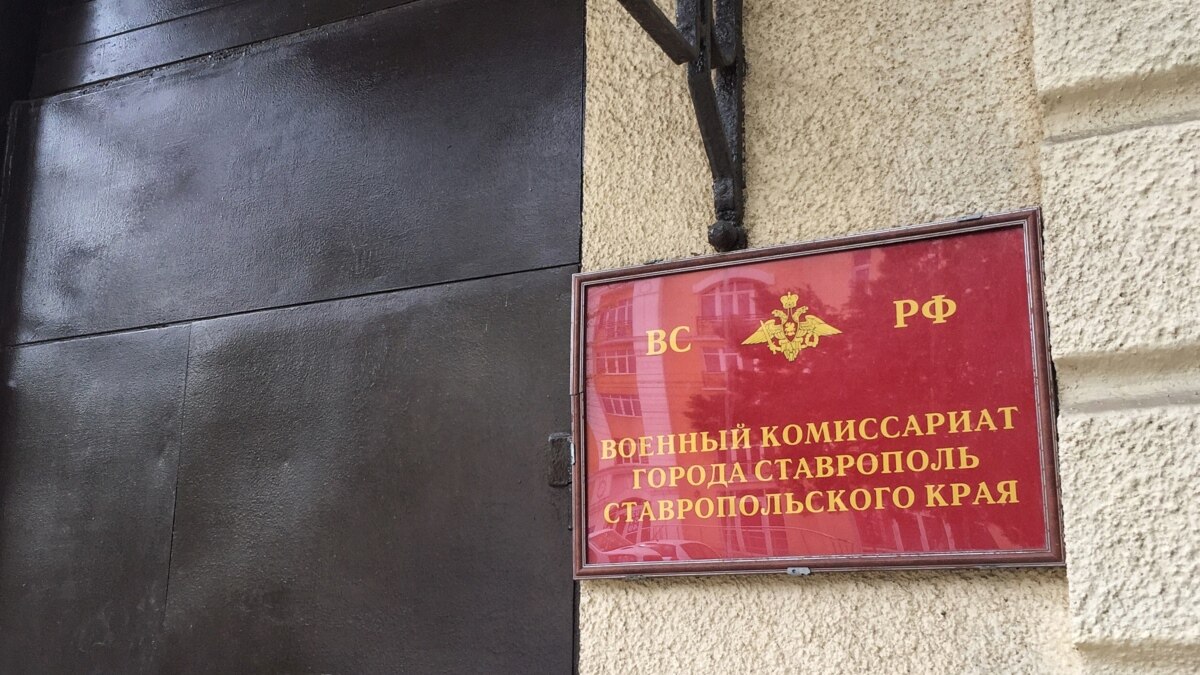 ВС РФ
ВОЕННЫЙ КОМИССАРИАТ
ГОРОДА СТАВРОПОЛЬ
СТАВРОПОЛЬСКОГО КРАЯ